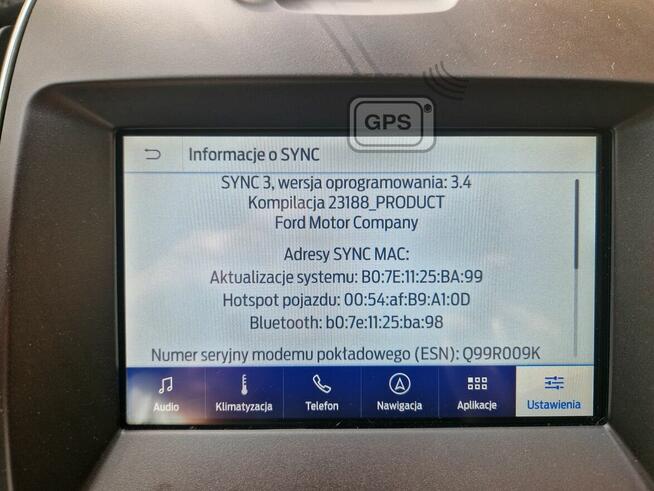 GPS
Informacje o SYNC
SYNC 3, wersja oprogramowania: 3.4
Kompilacja 23188_PRODUCT
Ford Motor Company
Adresy SYNC MAC:
Aktualizacje systemu: B0:7E:11:25:BA:99
Hotspot pojazdu: 00:54:af:B9:A1:0D
Bluetooth: b0:7e:11:25:ba:98
Numer seryjny modemu pokładowego (ESN): Q99R009K
Audio
Klimatyzacja
Telefon
Nawigacja
Aplikacje
Ustawienia